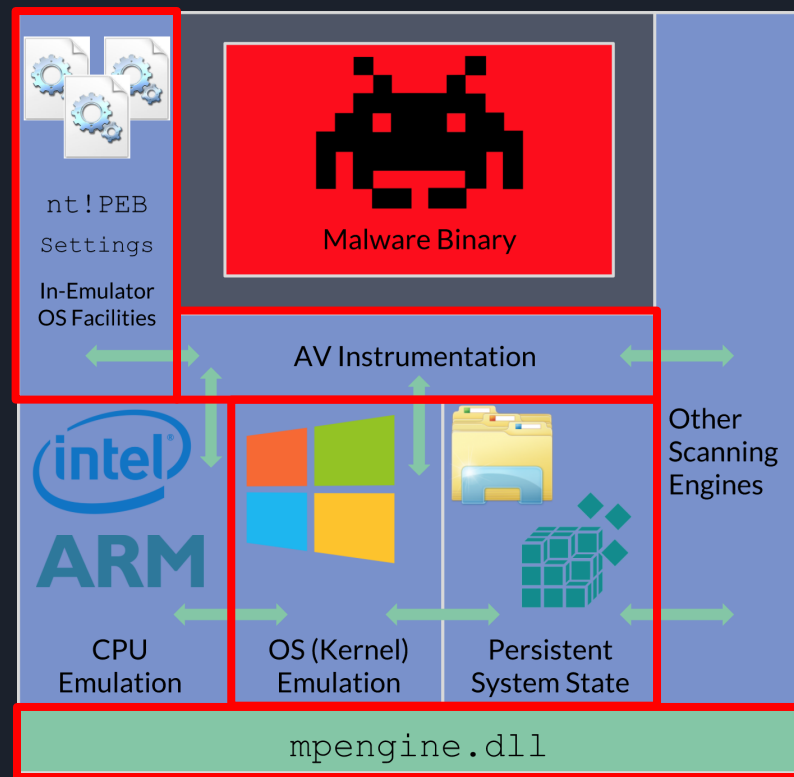 nt!PEB
Settings
In-Emulator
OS Facilities
Malware Binary
AV Instrumentation
intel
ARM
Other
Scanning
Engines
CPU
Emulation
OS (Kernel)
Emulation
Persistent
System State
mpengine.dll